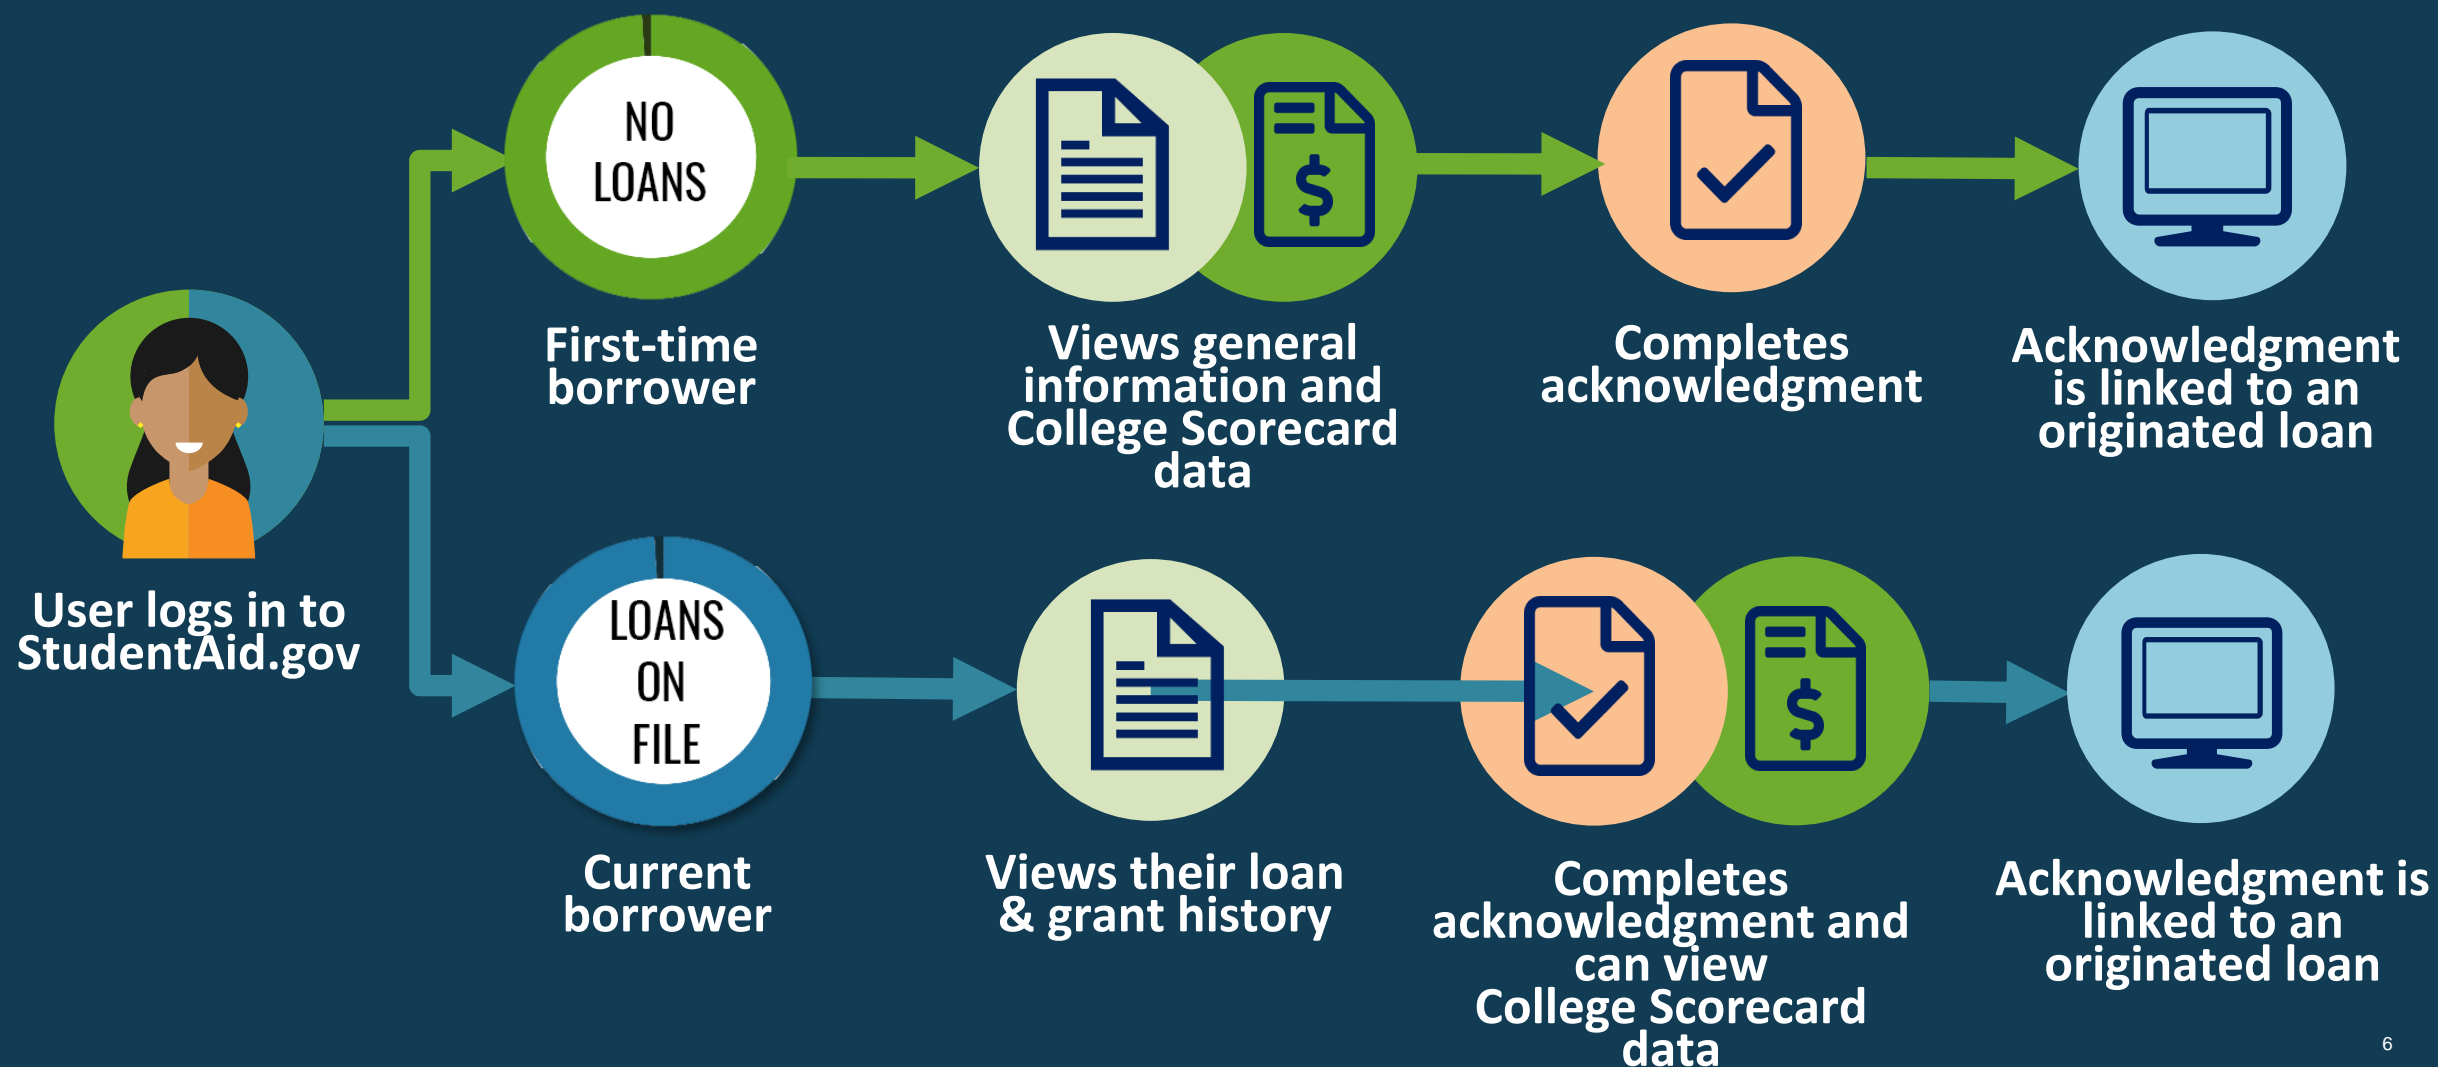 NO
LOANS
First-time
borrower
Views general
information and
College Scorecard
data
Completes
acknowledgment
Acknowledgment
is linked to an
originated loan
User logs in to
StudentAid.gov
LOANS
ON
FILE
Current
borrower
Views their loan
& grant history
Completes
acknowledgment and
can view
College Scorecard
data
Acknowledgment is
linked to an
originated loan
6